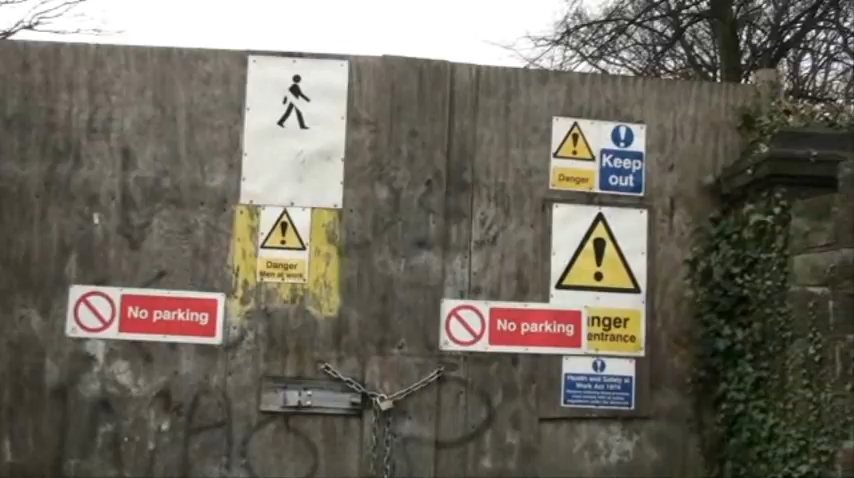 Danger
Keep
out
Danger
Men at work
No parking
No parking
nger
entrance
Health and Safety at
Work Act 1974